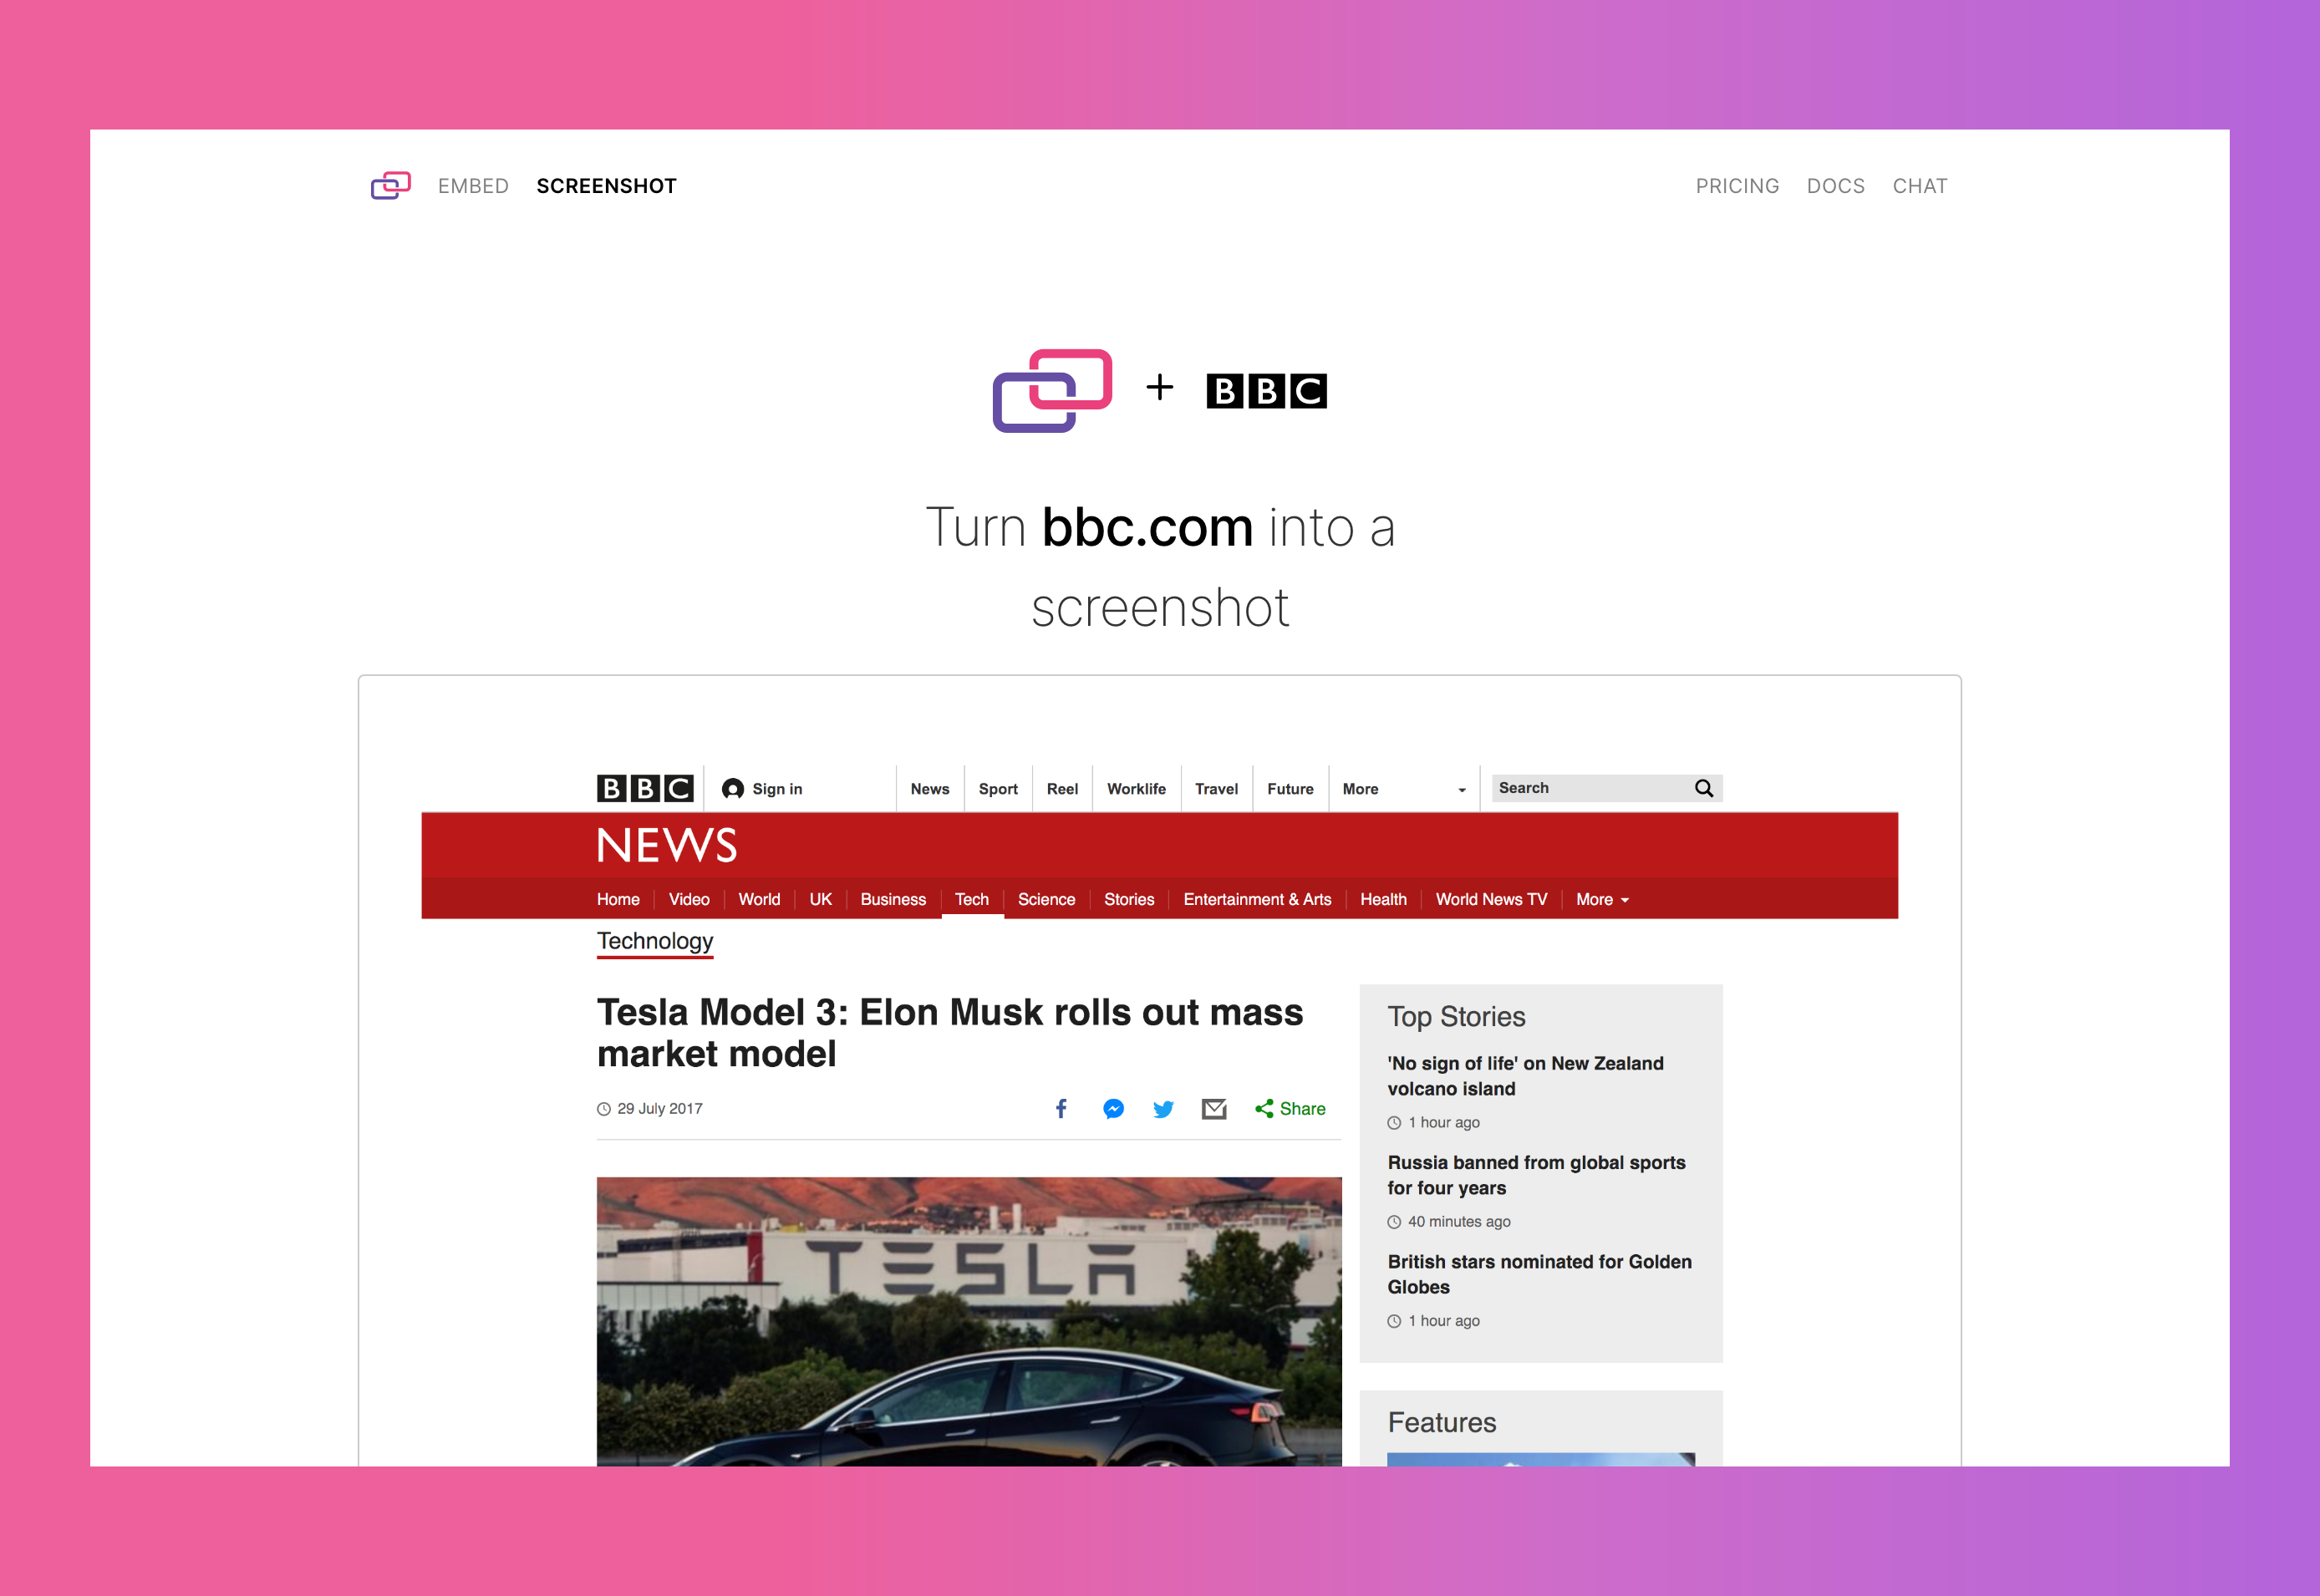 EMBED SCREENSHOT PRICING DOCS CHAT
+ BBC
Turn bbc.com into a
screenshot
BBC Sign in News Sport Reel Worklife Travel Future More Search
NEWS
Home Video World UK Business Tech Science Stories Entertainment & Arts Health World News TV More
Technology
Tesla Model 3: Elon Musk rolls out mass
market model
29 July 2017 Share
TESLA
Top Stories
'No sign of life' on New Zealand
volcano island
1 hour ago
Russia banned from global sports
for four years
40 minutes ago
British stars nominated for Golden
Globes
1 hour ago
Features